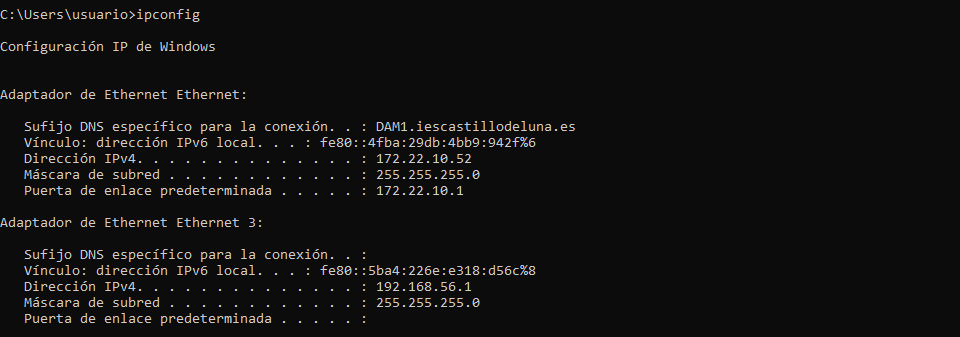 C:\Users\usuario>ipconfig
Configuración IP de Windows
Adaptador de Ethernet Ethernet:
Sufijo DNS específico para la conexión. . : DAM1.iescastillodeluna.es
Vínculo: dirección IPv6 local. . . : fe80::4fba:29db:4bb9:942f%6
Dirección IPv4. . . . . . . . . . . . . . : 172.22.10.52
Máscara de subred . . . . . . . . . . . . : 255.255.255.0
Puerta de enlace predeterminada . . . . . : 172.22.10.1
Adaptador de Ethernet Ethernet 3:
Sufijo DNS específico para la conexión. . :
Vínculo: dirección IPv6 local. . . : fe80::5ba4:226e:e318:d56c%8
Dirección IPv4. . . . . . . . . . . . . . : 192.168.56.1
Máscara de subred . . . . . . . . . . . . : 255.255.255.0
Puerta de enlace predeterminada . . . . . :